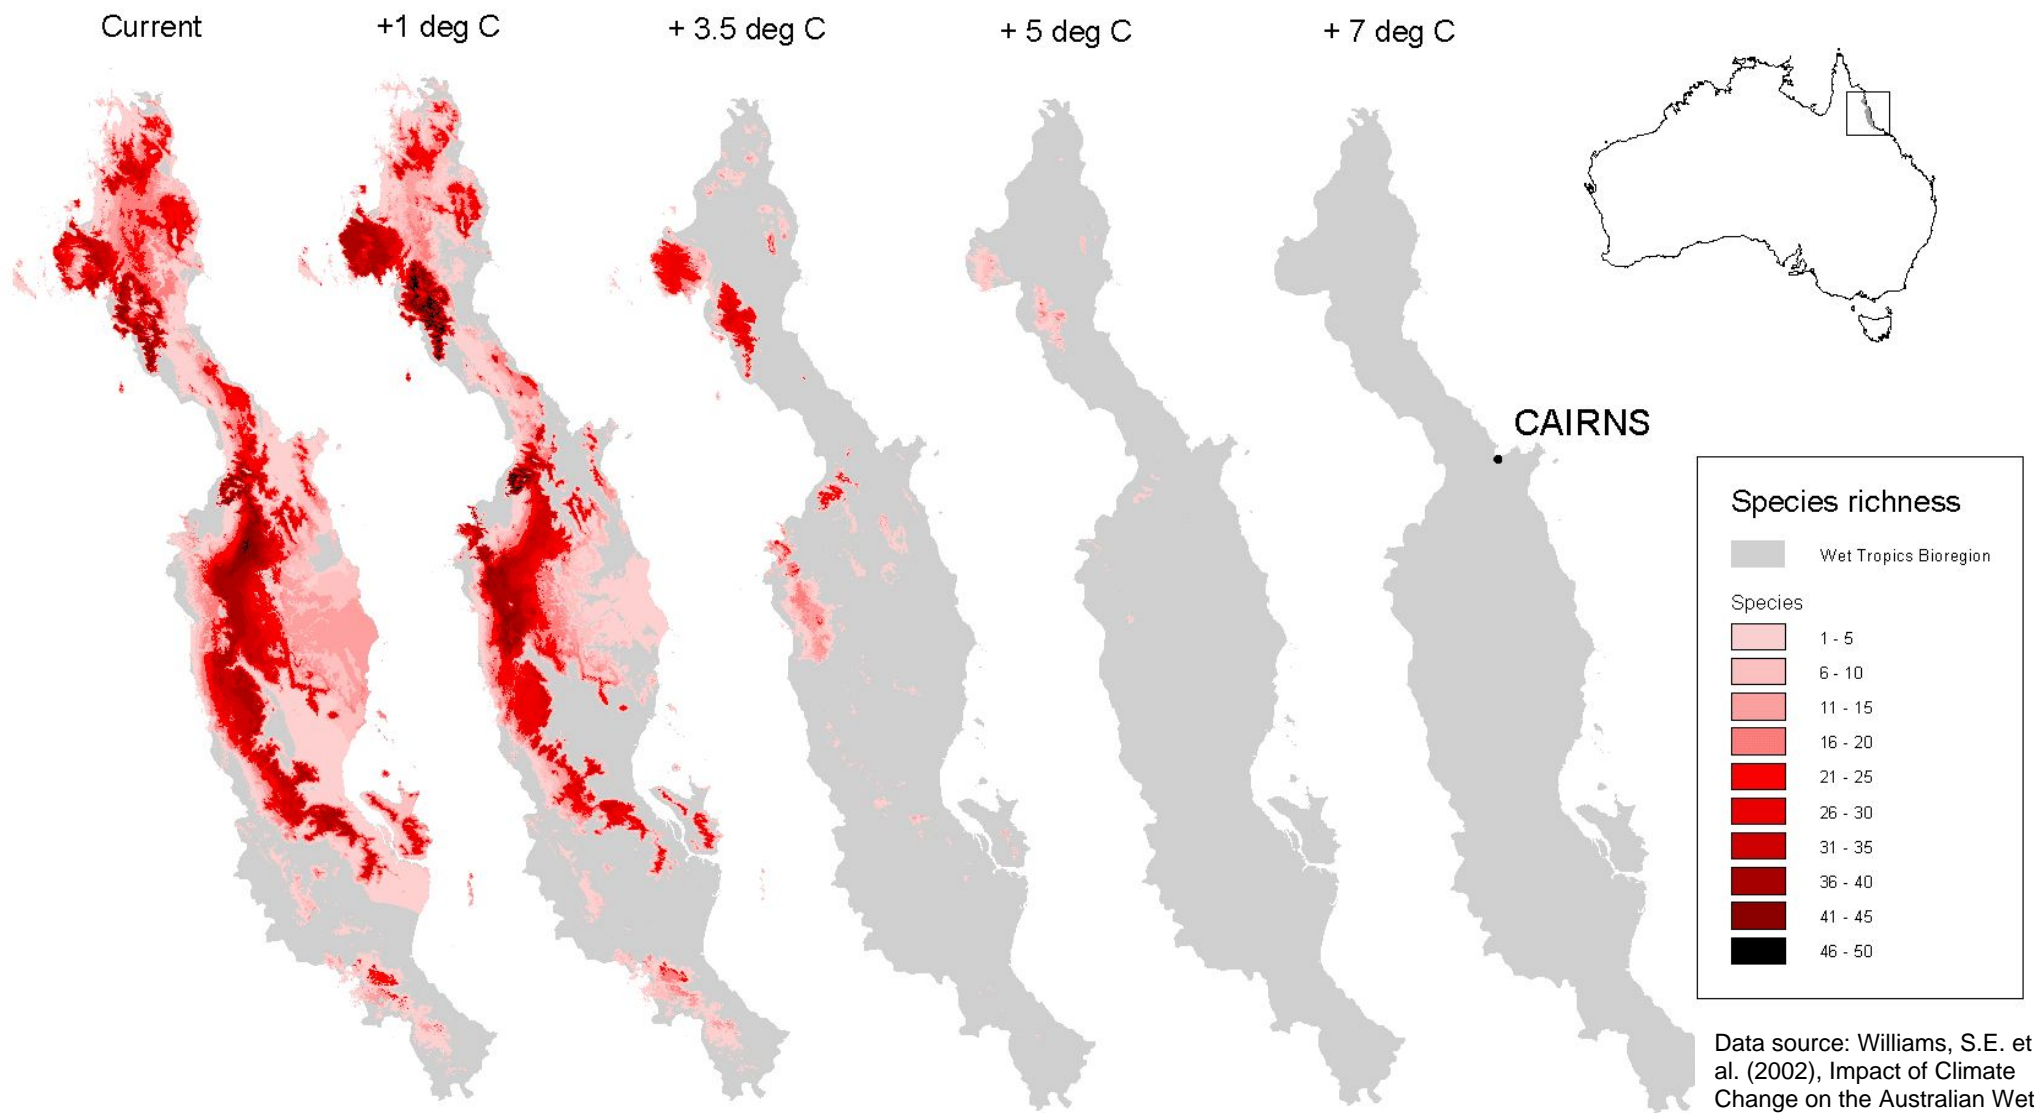 Current
+1 deg C
+ 3.5 deg C
+ 5 deg C
+ 7 deg C
CAIRNS
Species richness
Wet Tropics Bioregion
Species
1 - 5
6 - 10
11 - 15
16 - 20
21 - 25
26 - 30
31 - 35
36 - 40
41 - 45
46 - 50
Data source: Williams, S.E. et
al. (2002), Impact of Climate
Change on the Australian Wet